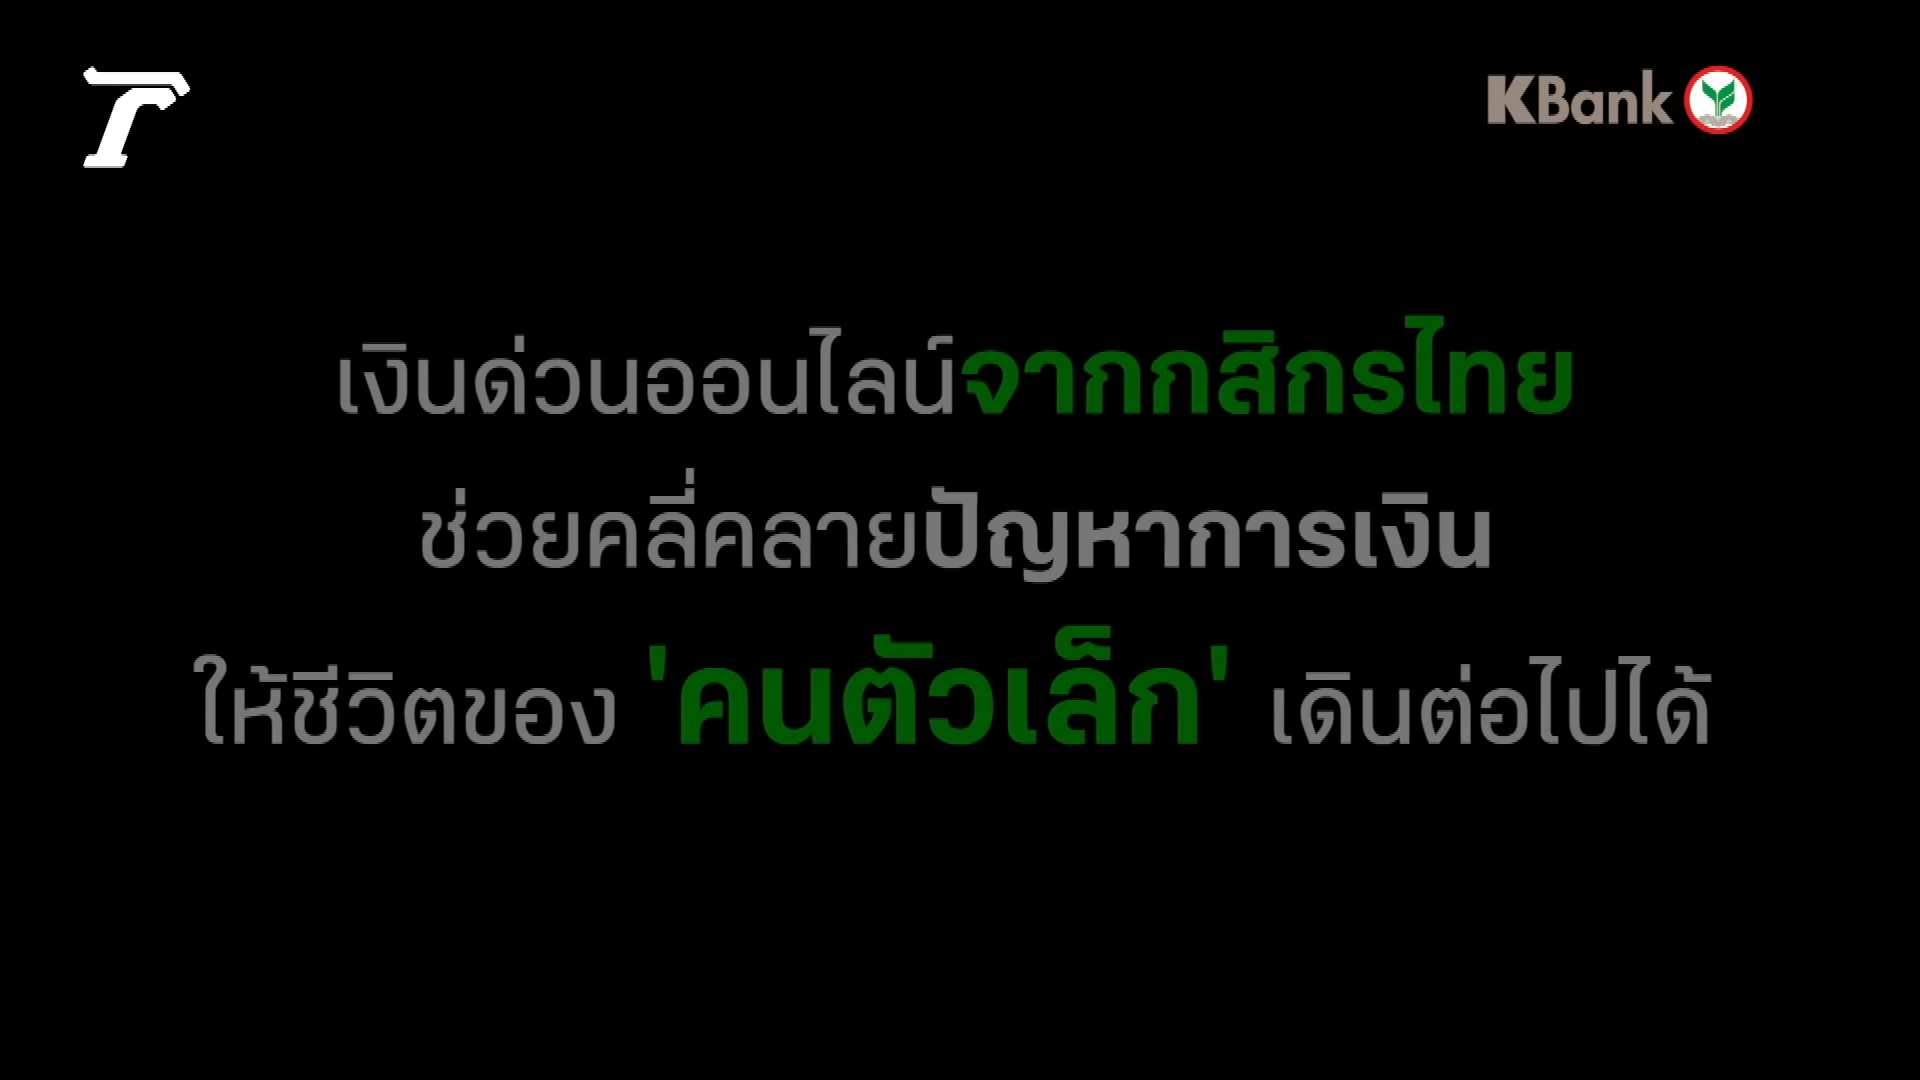 KBank
เงินด่วนออนไลน์จากกสิกรไทย
ช่วยคลี่คลายปัญหาการเงิน
ให้ชีวิตของ 'คนตัวเล็ก' เดินต่อไปได้